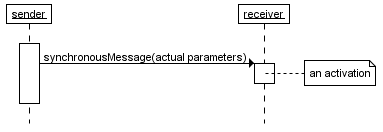 sender
receiver
synchronousMessage(actual parameters)
an activation